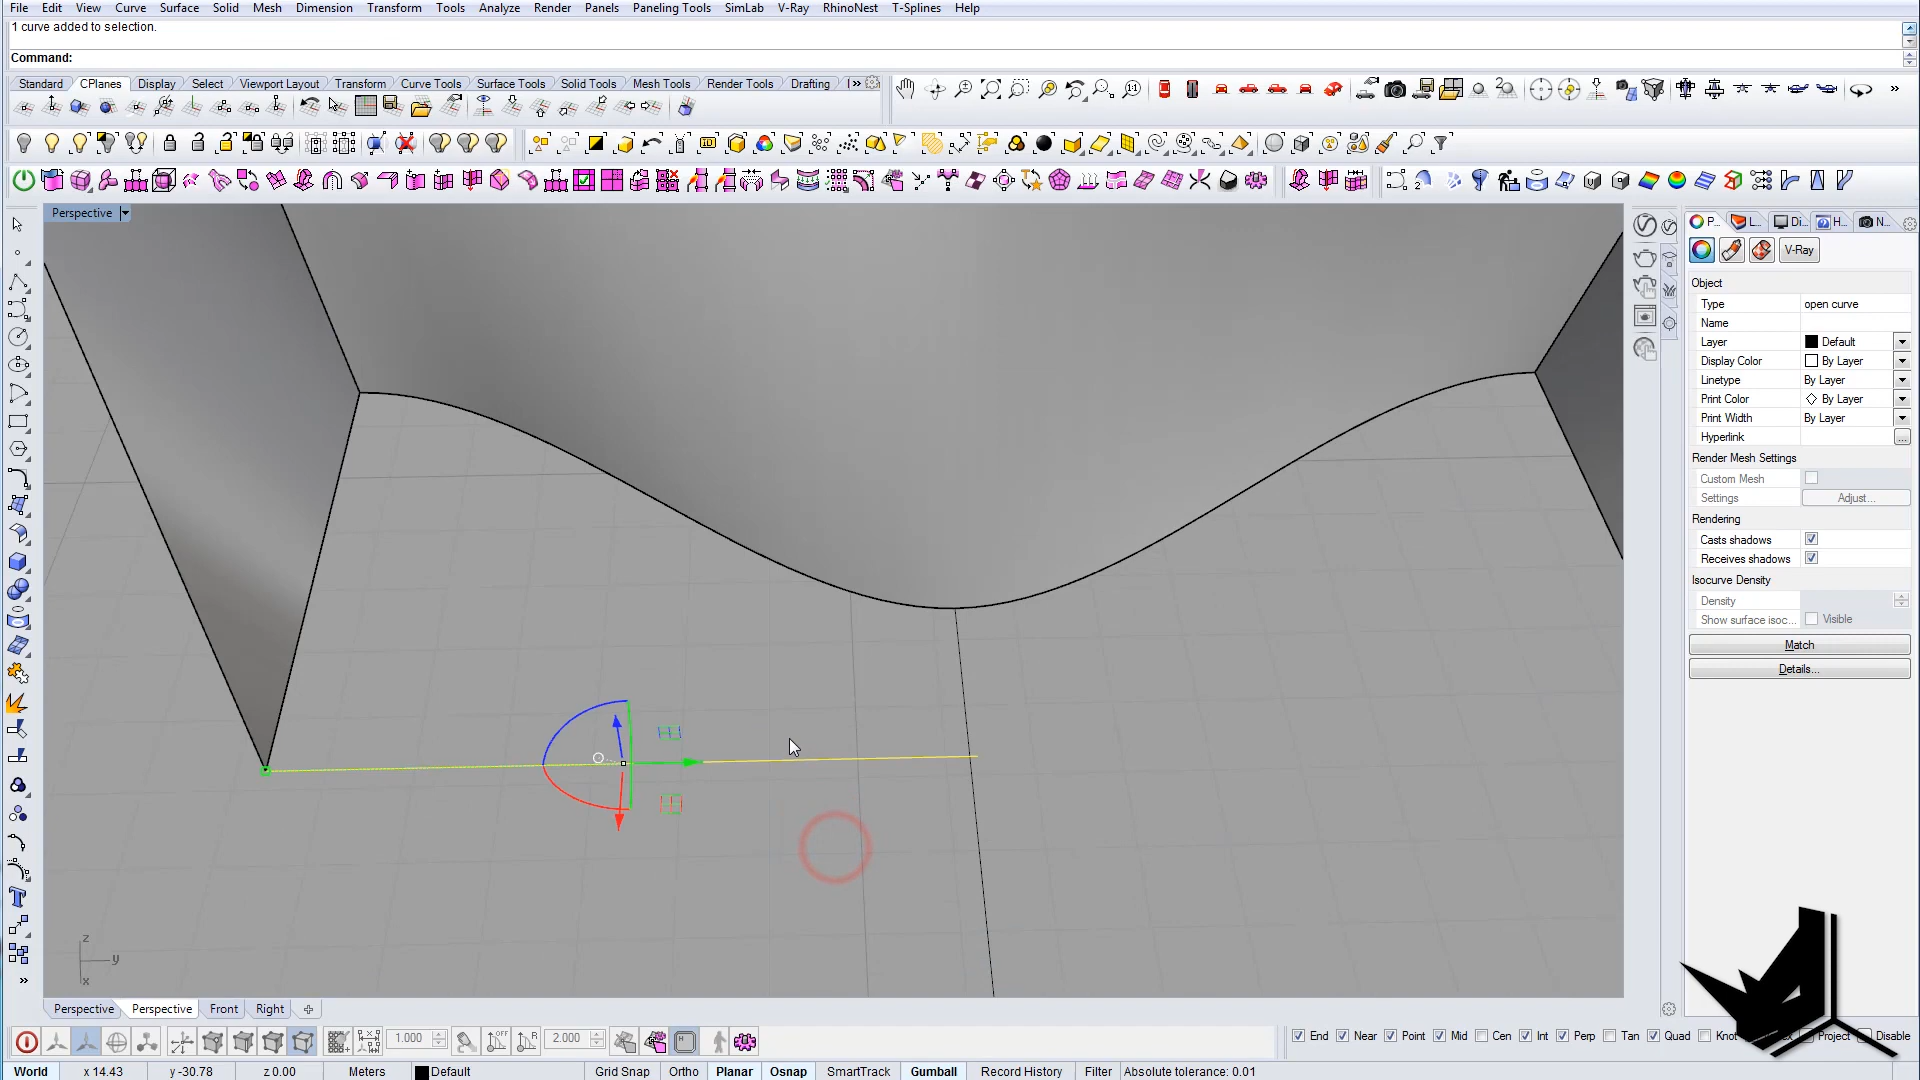 File Edit View Curve Surface Solid Mesh Dimension Transform Tools Analyze Render Panels Paneling Tools SimLab V-Ray RhinoNest T-Splines Help
1 curve added to selection.
Command:
Standard CPlanes Display Select Viewport Layout Transform Curve Tools Surface Tools Solid Tools Mesh Tools Render Tools Drafting
Perspective
P... L... Di... H... N...
V-Ray
Object
Type open curve
Name
Layer Default
Display Color By Layer
Linetype By Layer
Print Color By Layer
Print Width By Layer
Hyperlink ...
Render Mesh Settings
Custom Mesh
Settings Adjust...
Rendering
Casts shadows
Receives shadows
Isocurve Density
Density
Show surface isoc... Visible
Match
Details...
z
y
x
Perspective Perspective Front Right
1.000 2.000
End Near Point Mid Cen Int Perp Tan Quad Knot Project Disable
World x 14.43 y -30.78 z 0.00 Meters Default Grid Snap Ortho Planar Osnap SmartTrack Gumball Record History Filter Absolute tolerance: 0.01